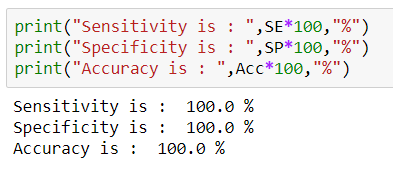 print("Sensitivity is : ",SE*100,"%")
print("Specificity is : ",SP*100,"%")
print("Accuracy is : ",Acc*100,"%")
Sensitivity is :  100.0 %
Specificity is :  100.0 %
Accuracy is :  100.0 %